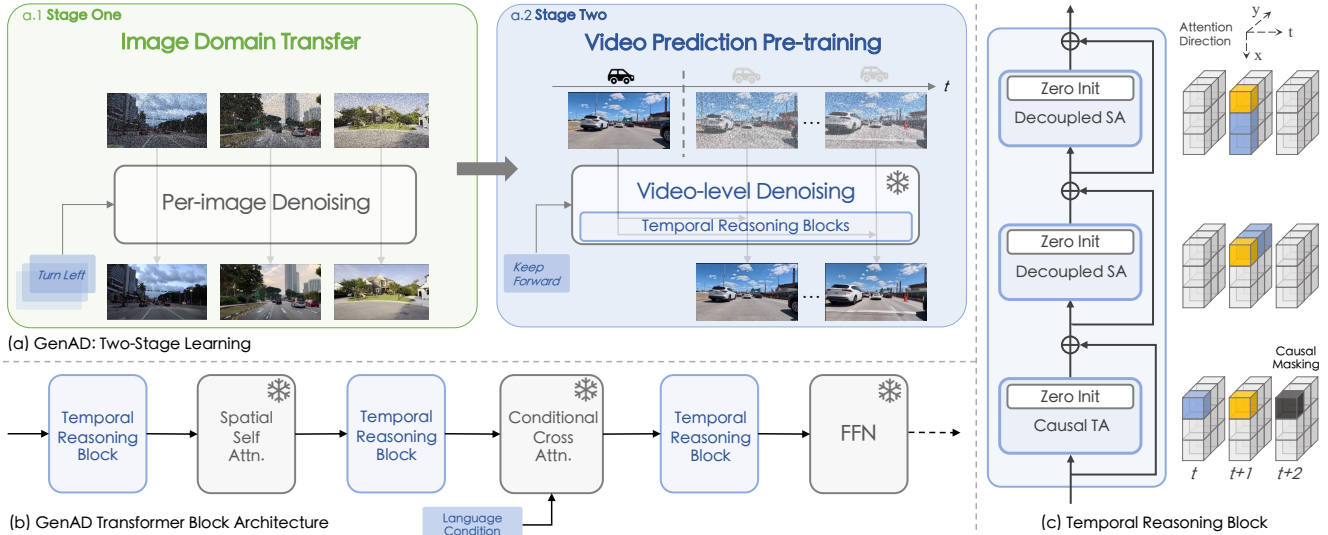 a.1 Stage One
Image Domain Transfer
Per-image Denoising
Turn Left
a.2 Stage Two
Video Prediction Pre-training
t
...
Video-level Denoising
Temporal Reasoning Blocks
Keep
Forward
...
(a) GenAD: Two-Stage Learning
Temporal
Reasoning
Block
Spatial
Self
Attn.
Temporal
Reasoning
Block
Conditional
Cross
Attn.
Temporal
Reasoning
Block
FFN
Language
Condition
(b) GenAD Transformer Block Architecture
Attention
Direction
y
t
x
Zero Init
Decoupled SA
Zero Init
Decoupled SA
Causal
Masking
Zero Init
Causal TA
t
t+1
t+2
(c) Temporal Reasoning Block